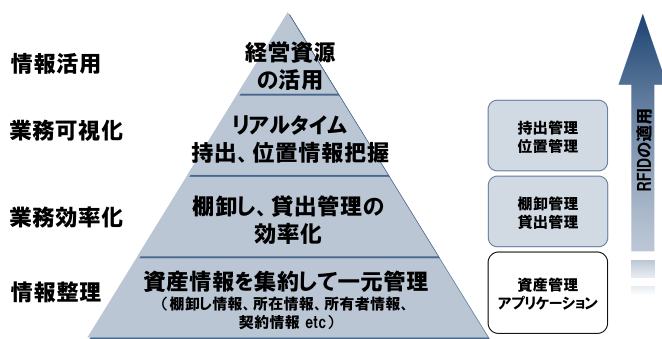 情報活用
経営資源
の活用
業務可視化
リアルタイム
持出、位置情報把握
持出管理
位置管理
業務効率化
棚卸し、貸出管理の
効率化
棚卸管理
貸出管理
情報整理
資産情報を集約して一元管理
（棚卸し情報、所在情報、所有者情報、
契約情報 etc）
資産管理
アプリケーション
RFIDの適用